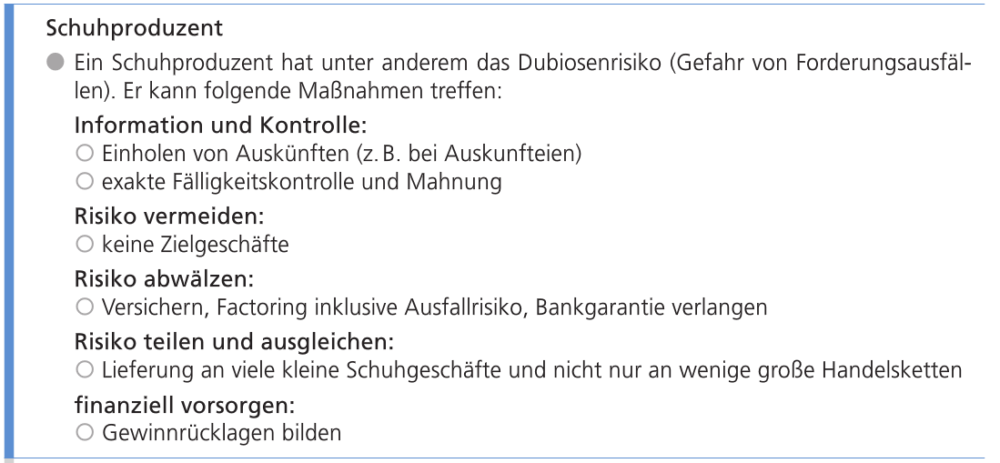 Schuhproduzent
● Ein Schuhproduzent hat unter anderem das Dubiosenrisiko (Gefahr von Forderungsausfäl-
len). Er kann folgende Maßnahmen treffen:
Information und Kontrolle:
○ Einholen von Auskünften (z. B. bei Auskunfteien)
○ exakte Fälligkeitskontrolle und Mahnung
Risiko vermeiden:
○ keine Zielgeschäfte
Risiko abwälzen:
○ Versichern, Factoring inklusive Ausfallrisiko, Bankgarantie verlangen
Risiko teilen und ausgleichen:
○ Lieferung an viele kleine Schuhgeschäfte und nicht nur an wenige große Handelsketten
finanziell vorsorgen:
○ Gewinnrücklagen bilden